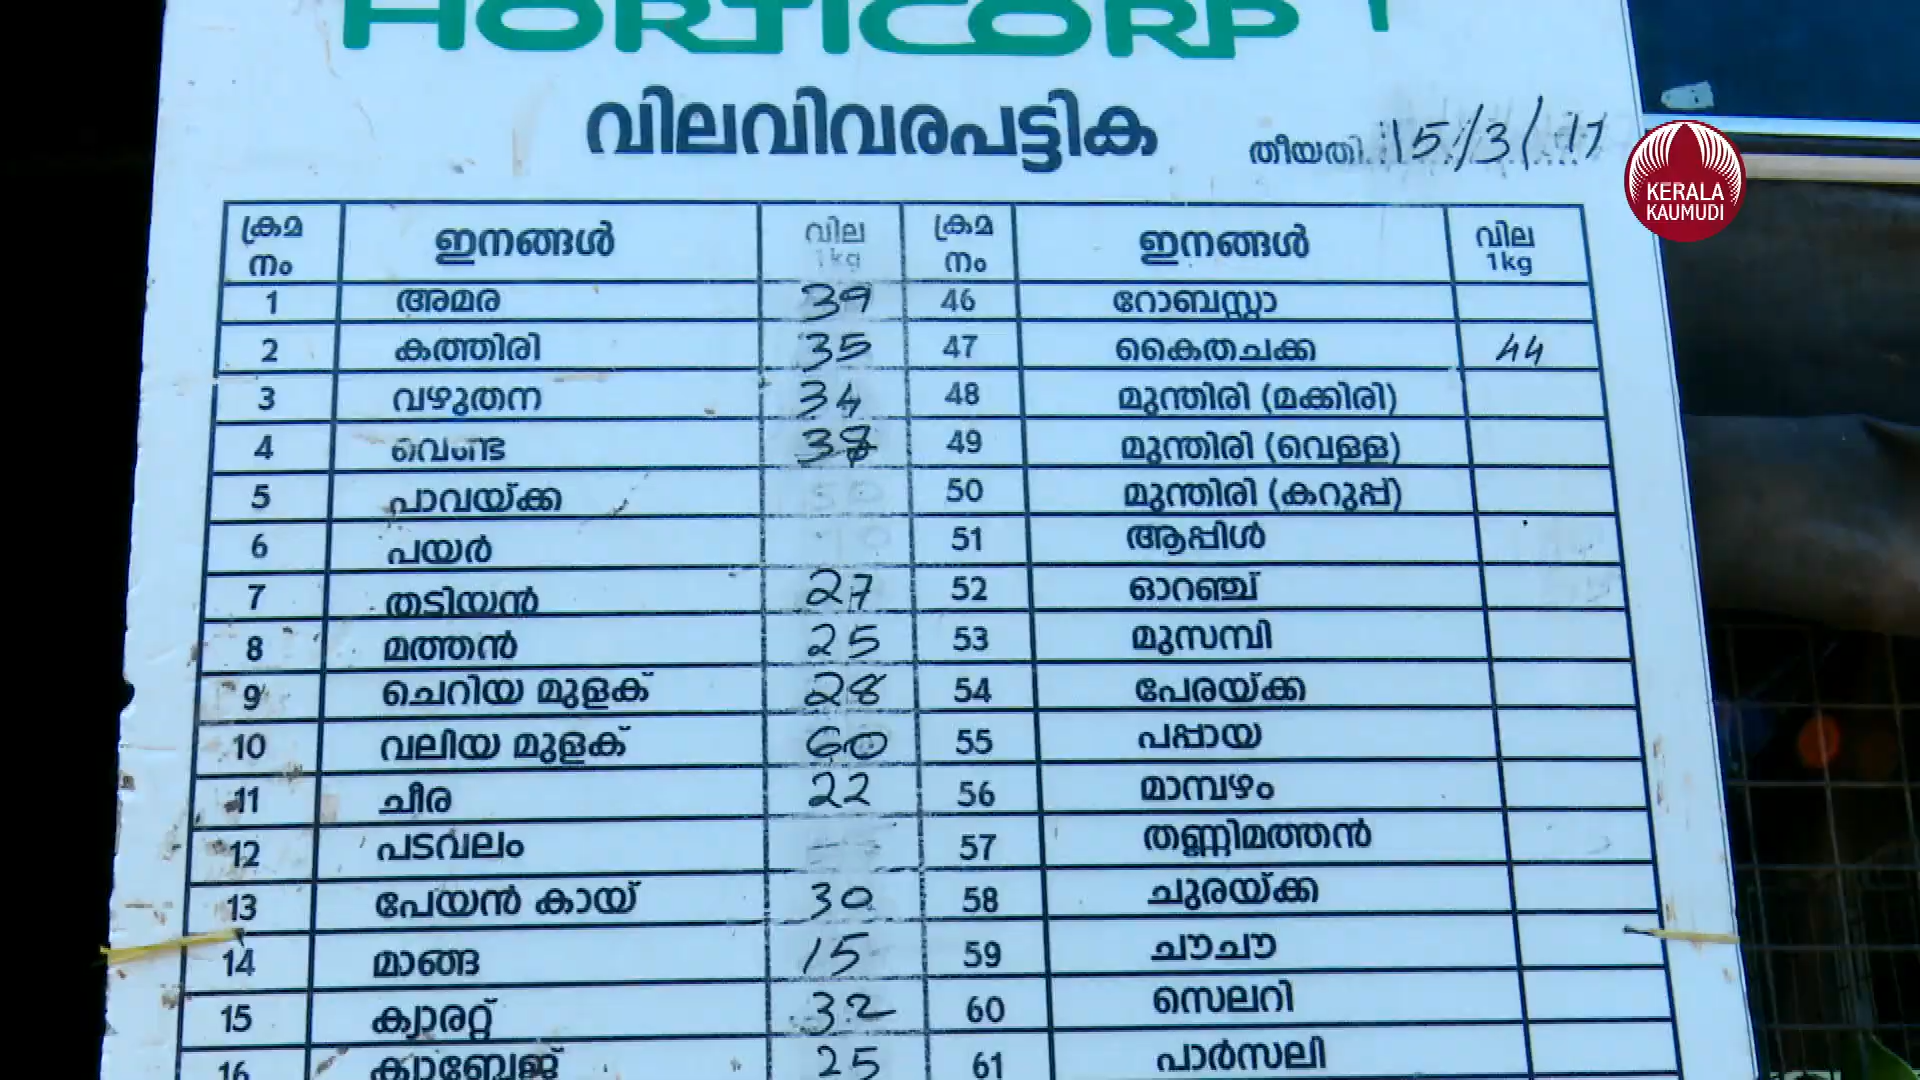 HORTICORP
വിലവിവരപട്ടിക
തീയതി 15/3/17
KERALA
KAUMUDI
ക്രമ നം ഇനങ്ങൾ വില 1kg ക്രമ നം ഇനങ്ങൾ വില 1kg
1 അമര 39 46 റോബസ്റ്റാ
2 കത്തിരി 35 47 കൈതചക്ക 44
3 വഴുതന 34 48 മുന്തിരി (മക്കിരി)
4 വെണ്ട 49 മുന്തിരി (വെള്ള)
5 പാവയ്ക്ക 50 മുന്തിരി (കറുപ്പ്)
6 പയർ 51 ആപ്പിൾ
7 തടിയൻ 27 52 ഓറഞ്ച്
8 മത്തൻ 25 53 മുസമ്പി
9 ചെറിയ മുളക് 28 54 പേരയ്ക്ക
10 വലിയ മുളക് 60 55 പപ്പായ
11 ചീര 22 56 മാമ്പഴം
12 പടവലം 57 തണ്ണിമത്തൻ
13 പേയൻ കായ് 30 58 ചുരയ്ക്ക
14 മാങ്ങ 15 59 ചൗചൗ
15 ക്യാരറ്റ് 32 60 സെലറി
16 ക്യാബേജ് 25 61 പാർസലി